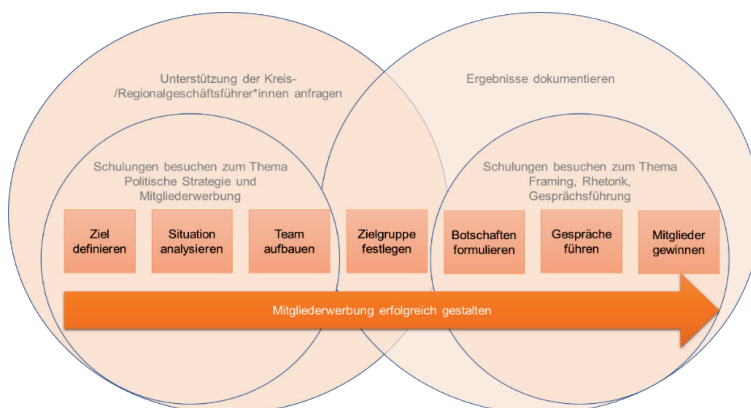 Unterstützung der Kreis-
/Regionalgeschäftsführer*innen anfragen
Ergebnisse dokumentieren
Schulungen besuchen zum Thema
Politische Strategie und
Mitgliederwerbung
Schulungen besuchen zum Thema
Framing, Rhetorik,
Gesprächsführung
Ziel
definieren
Situation
analysieren
Team
aufbauen
Zielgruppe
festlegen
Botschaften
formulieren
Gespräche
führen
Mitglieder
gewinnen
Mitgliederwerbung erfolgreich gestalten